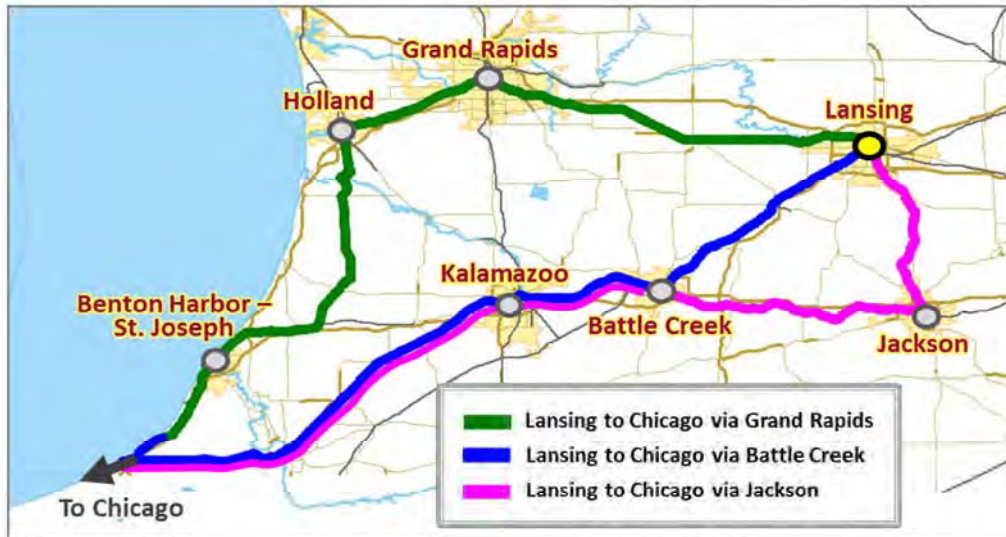 Grand Rapids
Holland
Lansing
Kalamazoo
Benton Harbor –
St. Joseph
Battle Creek
Jackson
Lansing to Chicago via Grand Rapids
Lansing to Chicago via Battle Creek
Lansing to Chicago via Jackson
To Chicago